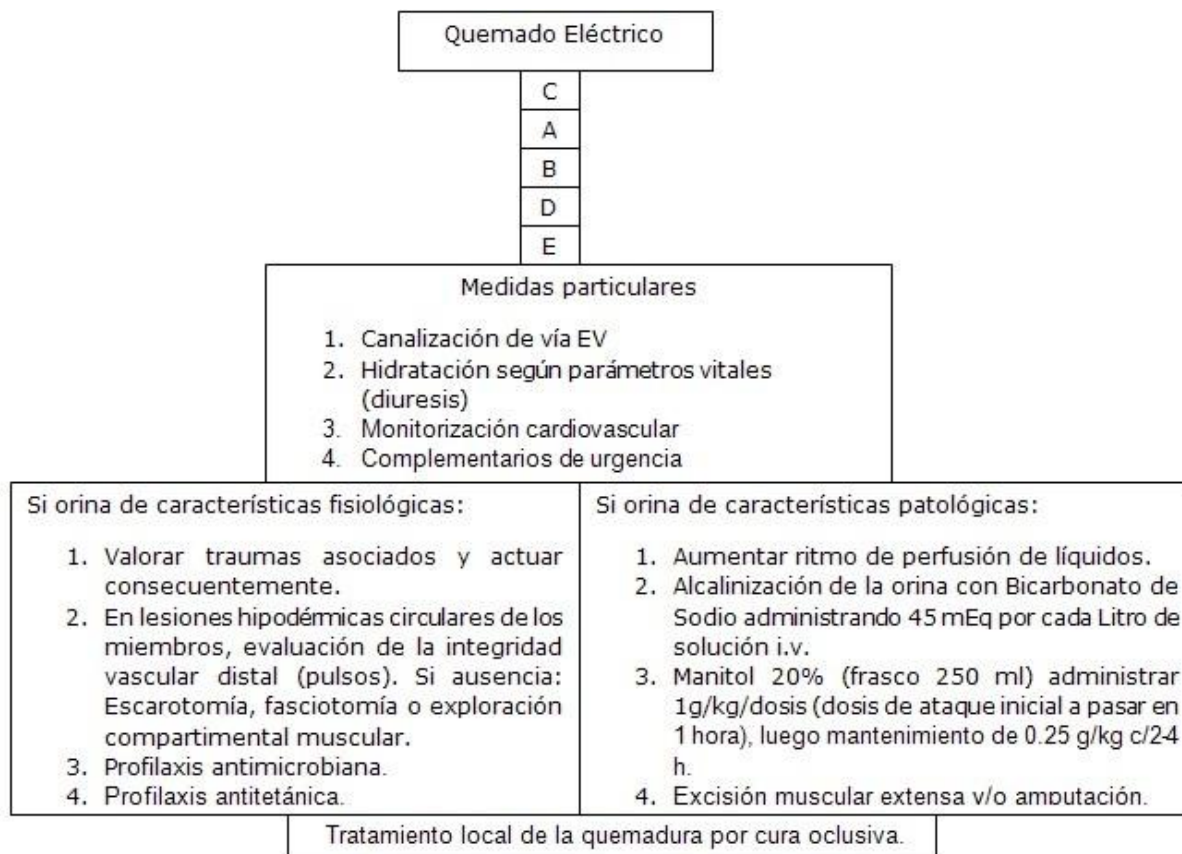 Quemado Eléctrico
C
A
B
D
E
Medidas particulares
1. Canalización de vía EV
2. Hidratación según parámetros vitales
(diuresis)
3. Monitorización cardiovascular
4. Complementarios de urgencia
Si orina de características fisiológicas:
1. Valorar traumas asociados y actuar
consecuentemente.
2. En lesiones hipodérmicas circulares de los
miembros, evaluación de la integridad
vascular distal (pulsos). Si ausencia:
Escarotomía, fasciotomía o exploración
compartimental muscular.
3. Profilaxis antimicrobiana.
4. Profilaxis antitetánica.
Si orina de características patológicas:
1. Aumentar ritmo de perfusión de líquidos.
2. Alcalinización de la orina con Bicarbonato de
Sodio administrando 45 mEq por cada Litro de
solución i.v.
3. Manitol 20% (frasco 250 ml) administrar
1g/kg/dosis (dosis de ataque inicial a pasar en
1 hora), luego mantenimiento de 0.25 g/kg c/2-4
h.
4. Excisión muscular extensa y/o amputación.
Tratamiento local de la quemadura por cura oclusiva.